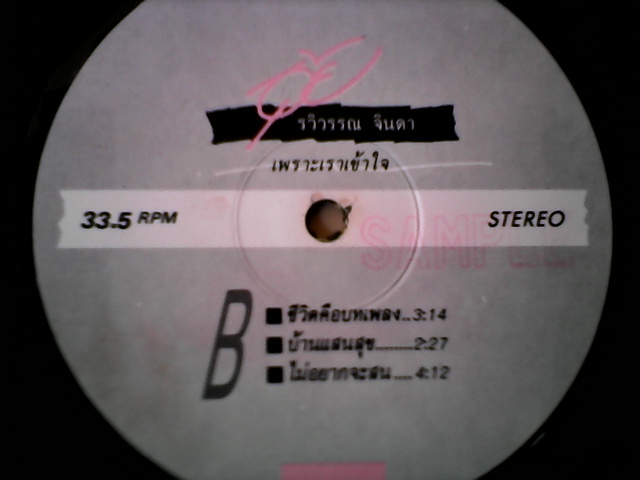 รวิวรรณ จินดา
เพราะเราเข้าใจ
33.5 RPM
STEREO
SAMPLE
B
ชีวิตคือบทเพลง...3:14
บ้านแสนสุข........2:27
ไม่อยากจะสน....4:12